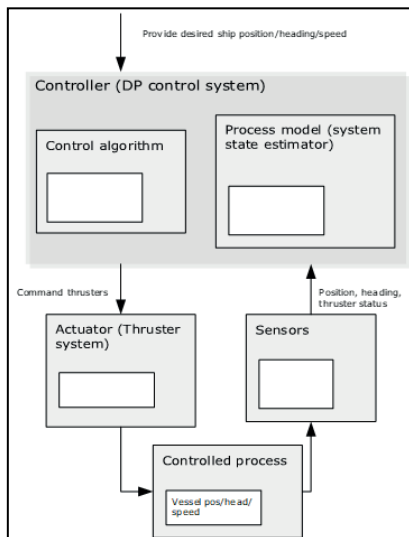 Provide desired ship position/heading/speed
Controller (DP control system)
Control algorithm
Process model (system
state estimator)
Command thrusters
Position, heading,
thruster status
Actuator (Thruster
system)
Sensors
Controlled process
Vessel pos/head/
speed